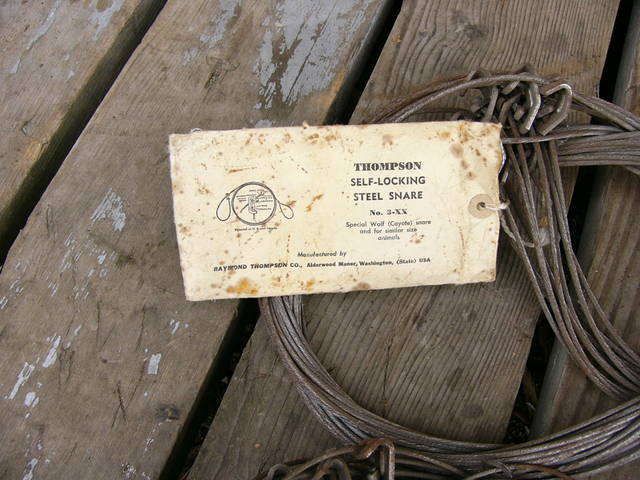 THOMPSON
SELF-LOCKING
STEEL SNARE
No. 3-XX
Special Wolf (Coyote) snare
and for similar size
animals
Manufactured by
RAYMOND THOMPSON CO., Alderwood Manor, Washington, (State) USA